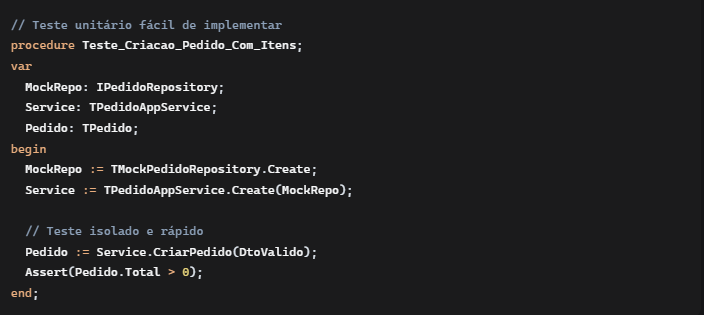 // Teste unitário fácil de implementar
procedure Teste_Criacao_Pedido_Com_Itens;
var
  MockRepo: IPedidoRepository;
  Service: TPedidoAppService;
  Pedido: TPedido;
begin
  MockRepo := TMockPedidoRepository.Create;
  Service := TPedidoAppService.Create(MockRepo);

  // Teste isolado e rápido
  Pedido := Service.CriarPedido(DtoValido);
  Assert(Pedido.Total > 0);
end;